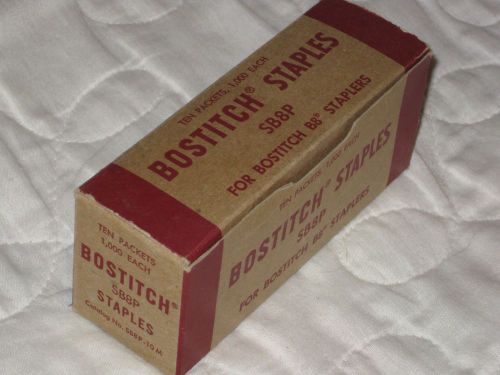 TEN PACKETS, 1,000 EACH
BOSTITCH® STAPLES
SB8P
FOR BOSTITCH B8® STAPLERS
TEN PACKETS, 1,000 EACH
BOSTITCH® STAPLES
SB8P
FOR BOSTITCH B8® STAPLERS
TEN PACKETS
1,000 EACH
BOSTITCH®
SB8P
STAPLES
Catalog No. SB8P-10M